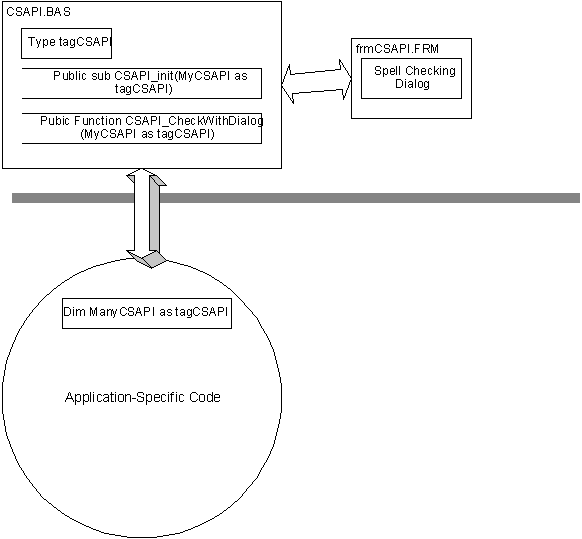 CSAPI.BAS
Type tagCSAPI
Public sub CSAPI_init(MyCSAPI as
tagCSAPI)
Pubic Function CSAPI_CheckWithDialog
(MyCSAPI as tagCSAPI)
frmCSAPI.FRM
Spell Checking
Dialog
Dim ManyCSAPI as tagCSAPI
Application-Specific Code